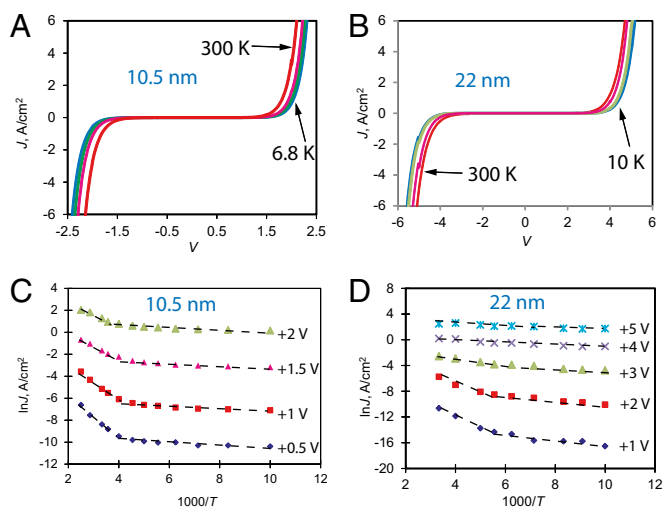 A
6
4
2
0
-2
-4
-6
J, A/cm²
-2.5 -1.5 -0.5 0.5 1.5 2.5
V
10.5 nm
300 K
6.8 K
B
6
4
2
0
-2
-4
-6
J, A/cm²
-6 -4 -2 0 2 4 6
V
22 nm
300 K
10 K
C
10.5 nm
4
2
0
-2
-4
-6
-8
-10
-12
lnJ, A/cm²
2 4 6 8 10 12
1000/T
+2 V
+1.5 V
+1 V
+0.5 V
D
22 nm
8
4
0
-4
-8
-12
-16
-20
lnJ, A/cm²
2 4 6 8 10 12
1000/T
+5 V
+4 V
+3 V
+2 V
+1 V